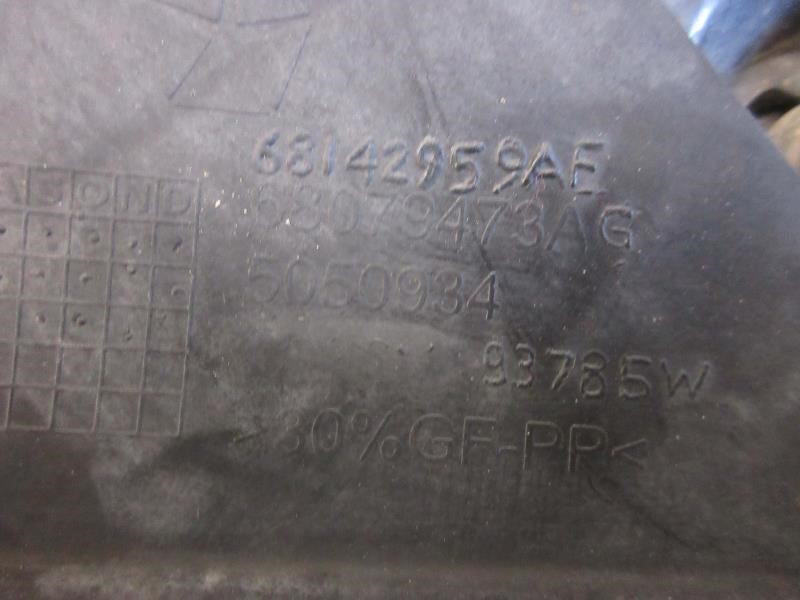 68142959AE
68079473AG
5050934
A S O N D
93785W
>30%GF-PP<